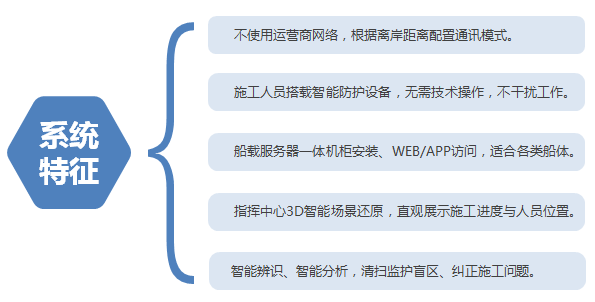 系统
特征
不使用运营商网络，根据离岸距离配置通讯模式。
施工人员搭载智能防护设备，无需技术操作，不干扰工作。
船载服务器一体机柜安装、WEB/APP访问，适合各类船体。
指挥中心3D智能场景还原，直观展示施工进度与人员位置。
智能辨识、智能分析，清扫监护盲区、纠正施工问题。